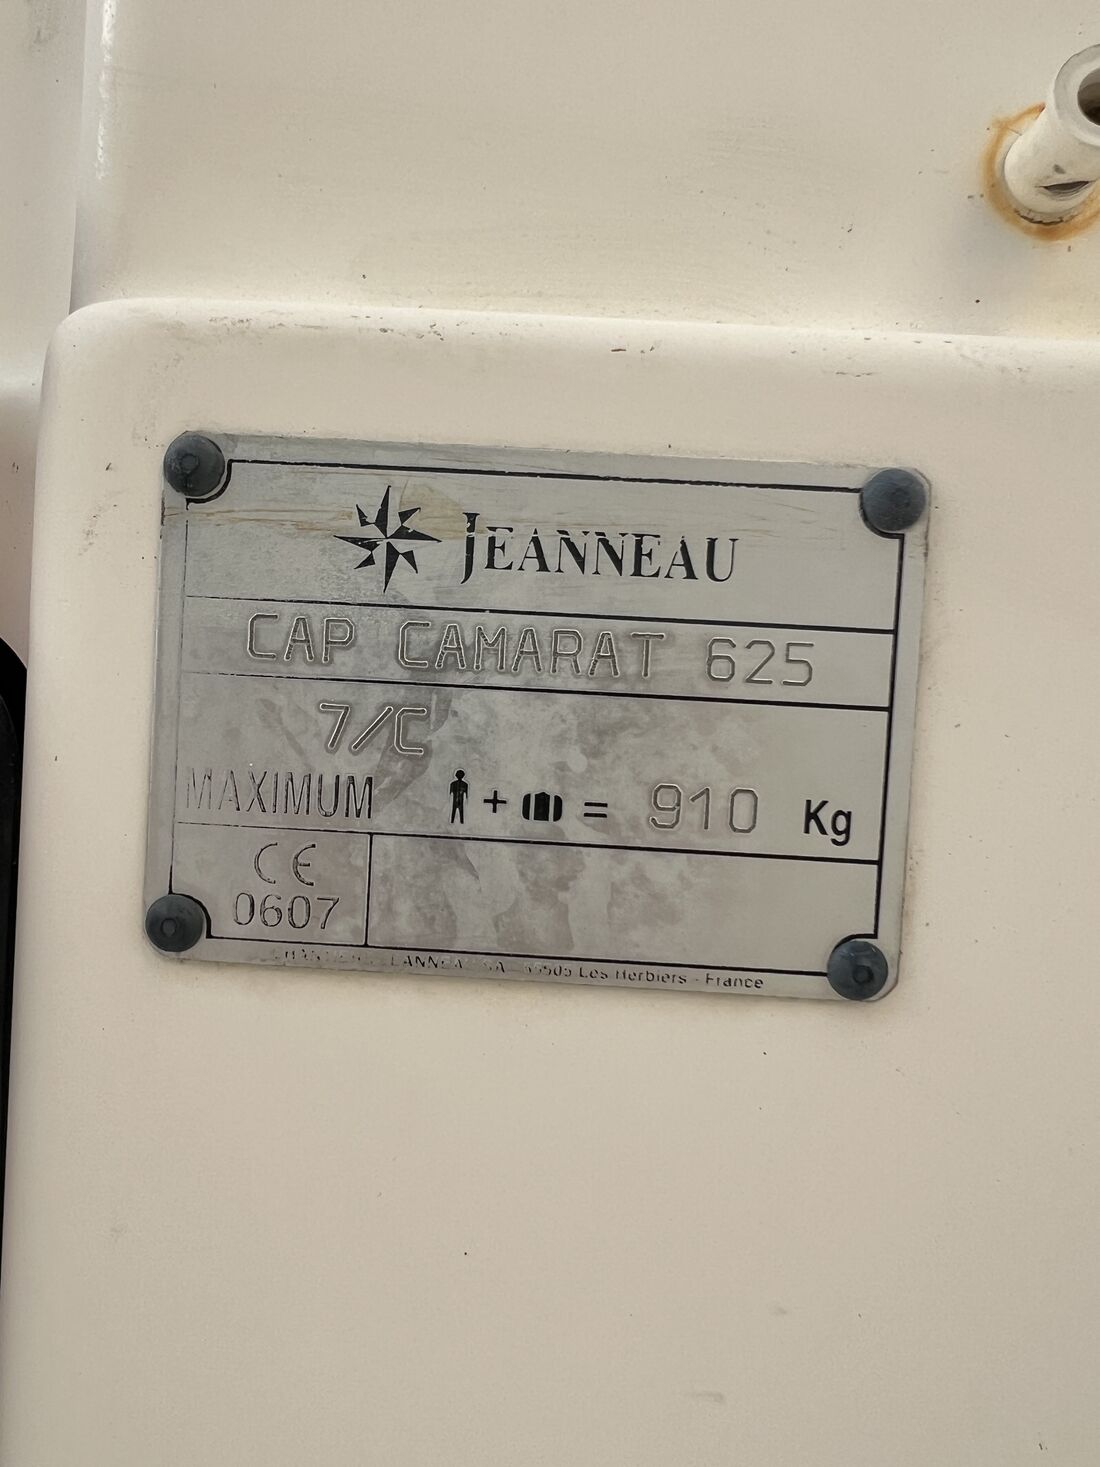 JEANNEAU
CAP CAMARAT 625
7/C
MAXIMUM + = 910 Kg
CE
0607
Les Herbiers - France